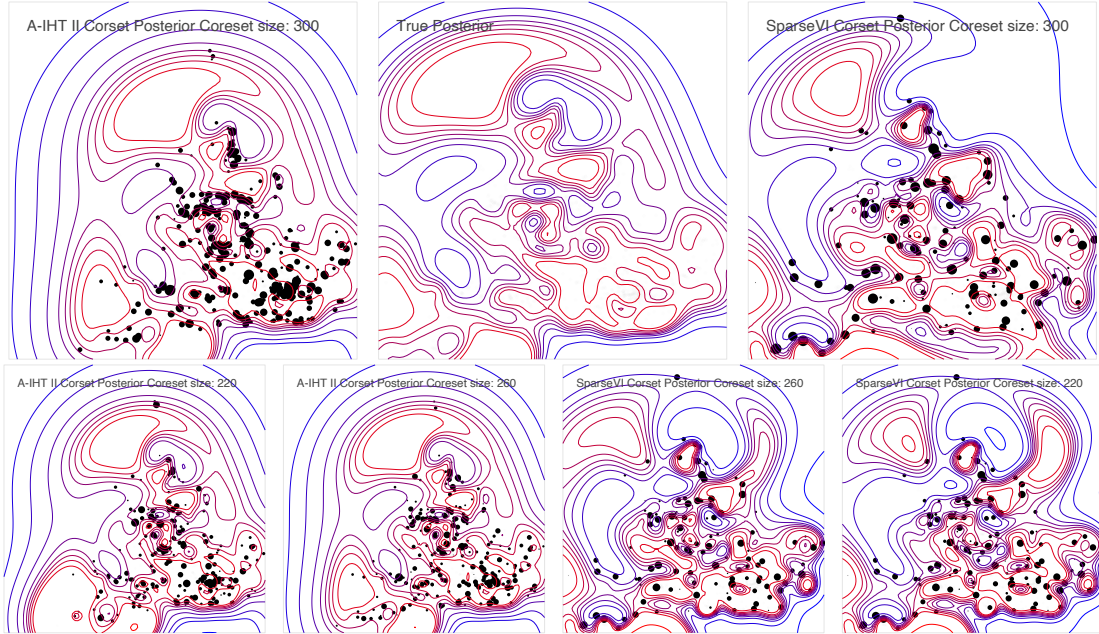 A-IHT II Corset Posterior Coreset size: 300
True Posterior
SparseVI Corset Posterior Coreset size: 300
A-IHT II Corset Posterior Coreset size: 220
A-IHT II Corset Posterior Coreset size: 260
SparseVI Corset Posterior Coreset size: 260
SparseVI Corset Posterior Coreset size: 220